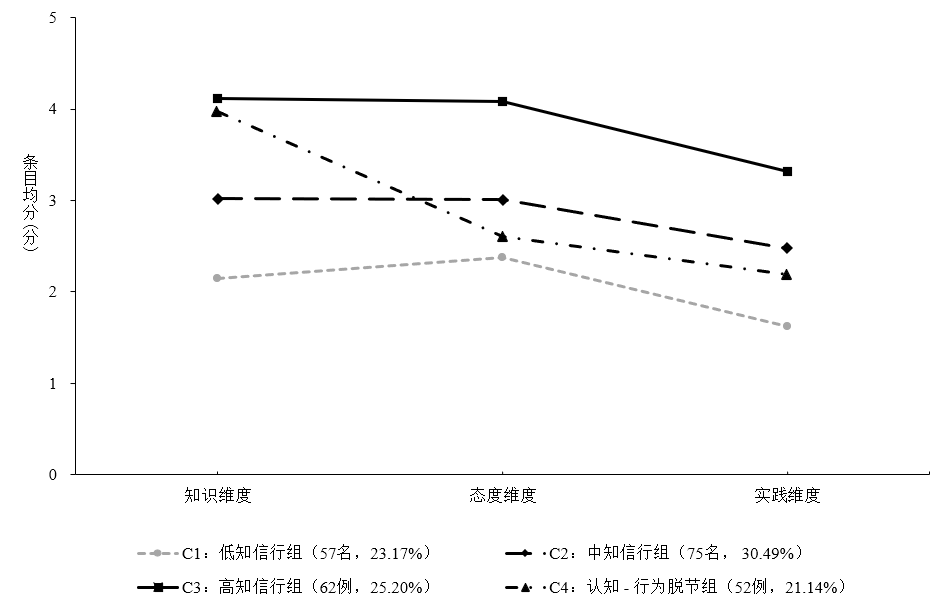 5
4
3
2
1
0
条目均分(分)
知识维度 态度维度 实践维度
C1：低知信行组（57名，23.17%） C2：中知信行组（75名， 30.49%）
C3：高知信行组（62例，25.20%） C4：认知 - 行为脱节组（52例，21.14%）